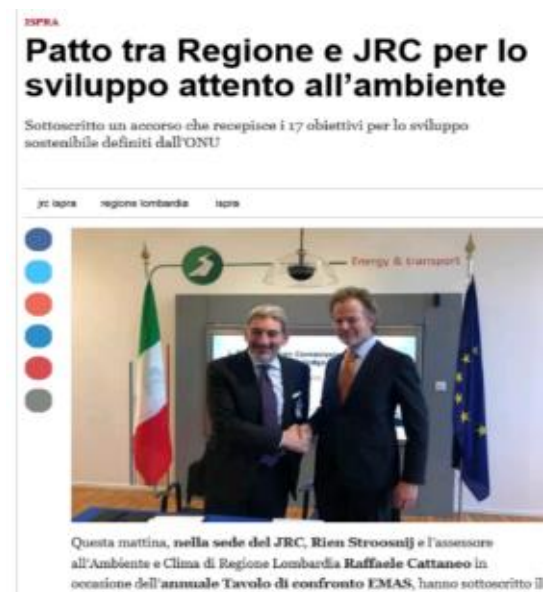 ISPRA
Patto tra Regione e JRC per lo
sviluppo attento all'ambiente
Sottoscritto un accorso che recepisce i 17 obiettivi per lo sviluppo
sostenibile definiti dall'ONU
jrc ispra regione lombardia ispra
Energy & transport
Questa mattina, nella sede del JRC, Rien Stroosnij e l'assessore
all'Ambiente e Clima di Regione Lombardia Raffaele Cattaneo in
occasione dell'annuale Tavolo di confronto EMAS, hanno sottoscritto il